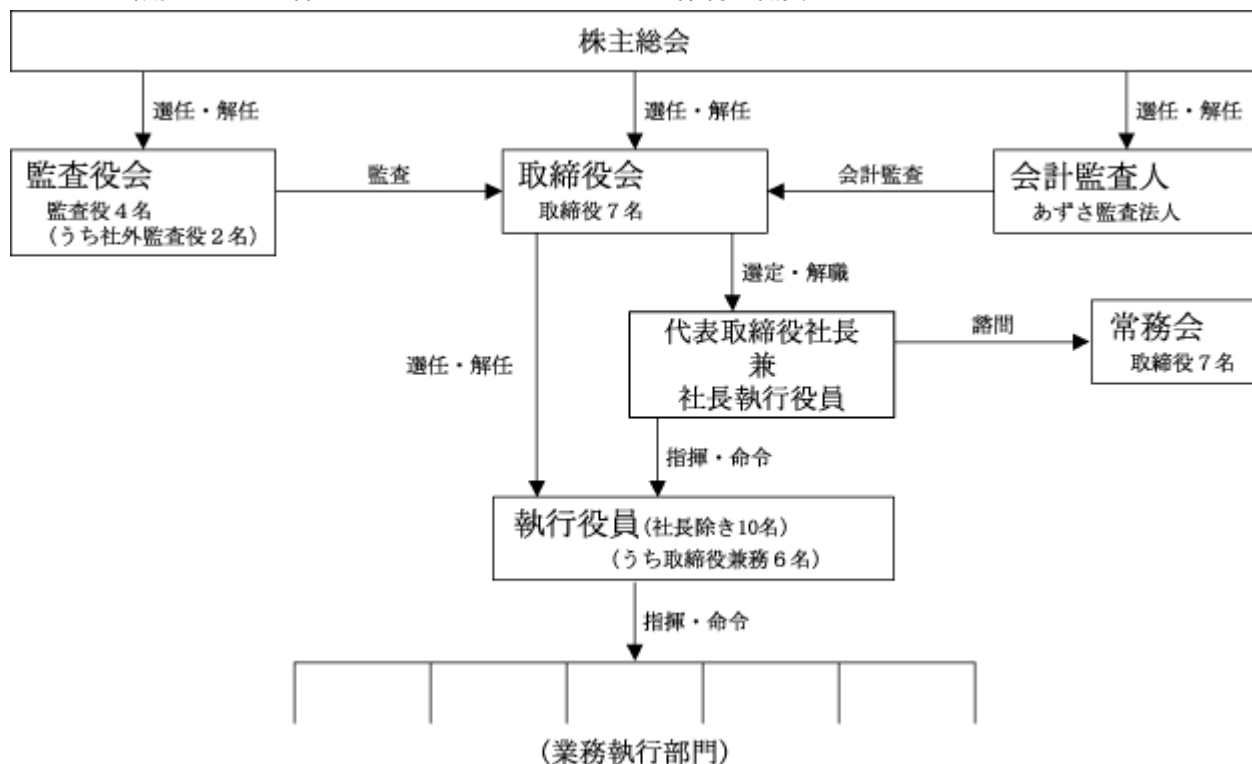 株主総会
選任・解任
選任・解任
選任・解任
監査役会
監査役4名
(うち社外監査役2名)
監査
取締役会
取締役7名
会計監査
会計監査人
あずさ監査法人
選定・解職
選任・解任
代表取締役社長
兼
社長執行役員
諮問
常務会
取締役7名
指揮・命令
執行役員(社長除き10名)
(うち取締役兼務6名)
指揮・命令
(業務執行部門)